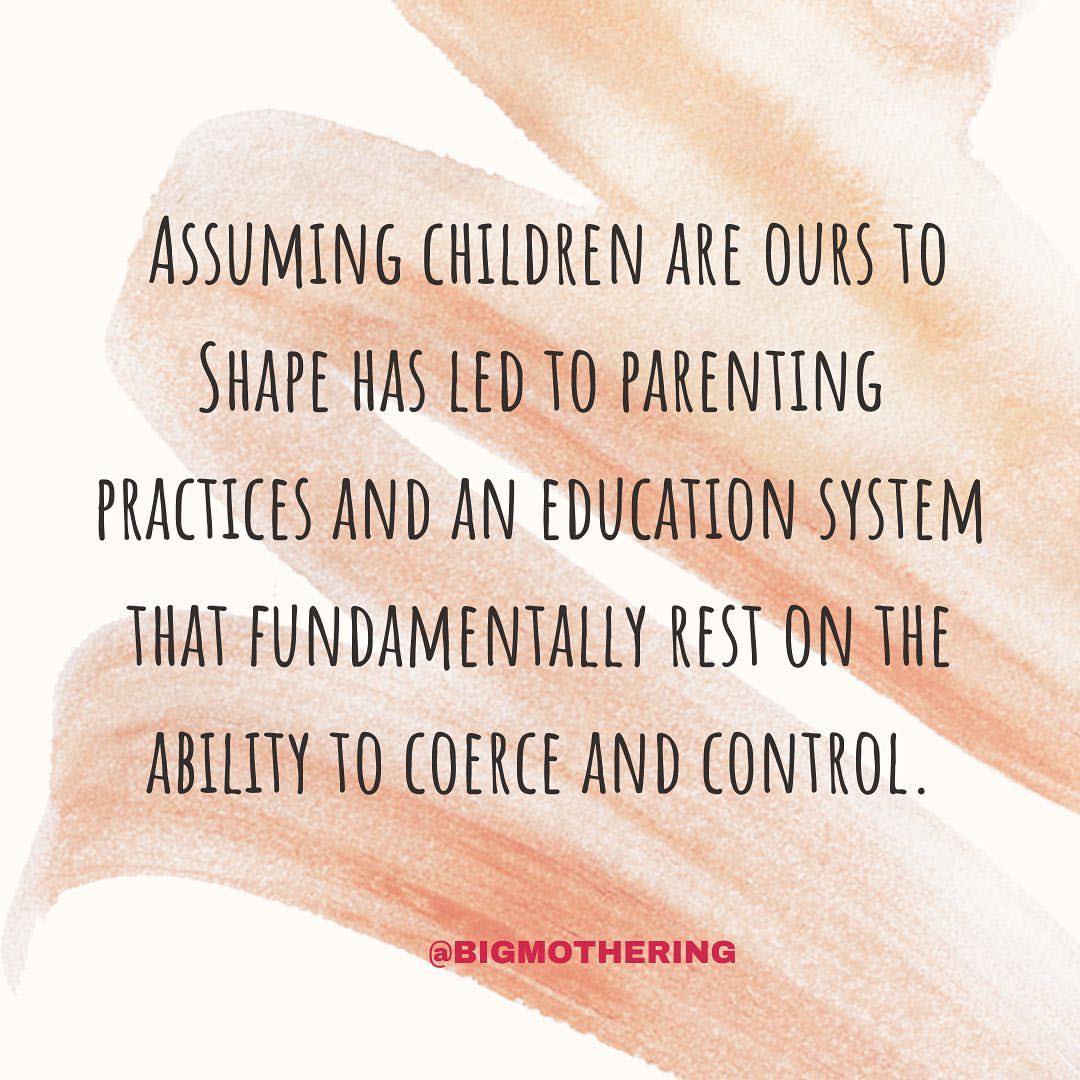 Assuming children are ours to
Shape has led to parenting
practices and an education system
that fundamentally rest on the
ability to coerce and control.
@BIGMOTHERING